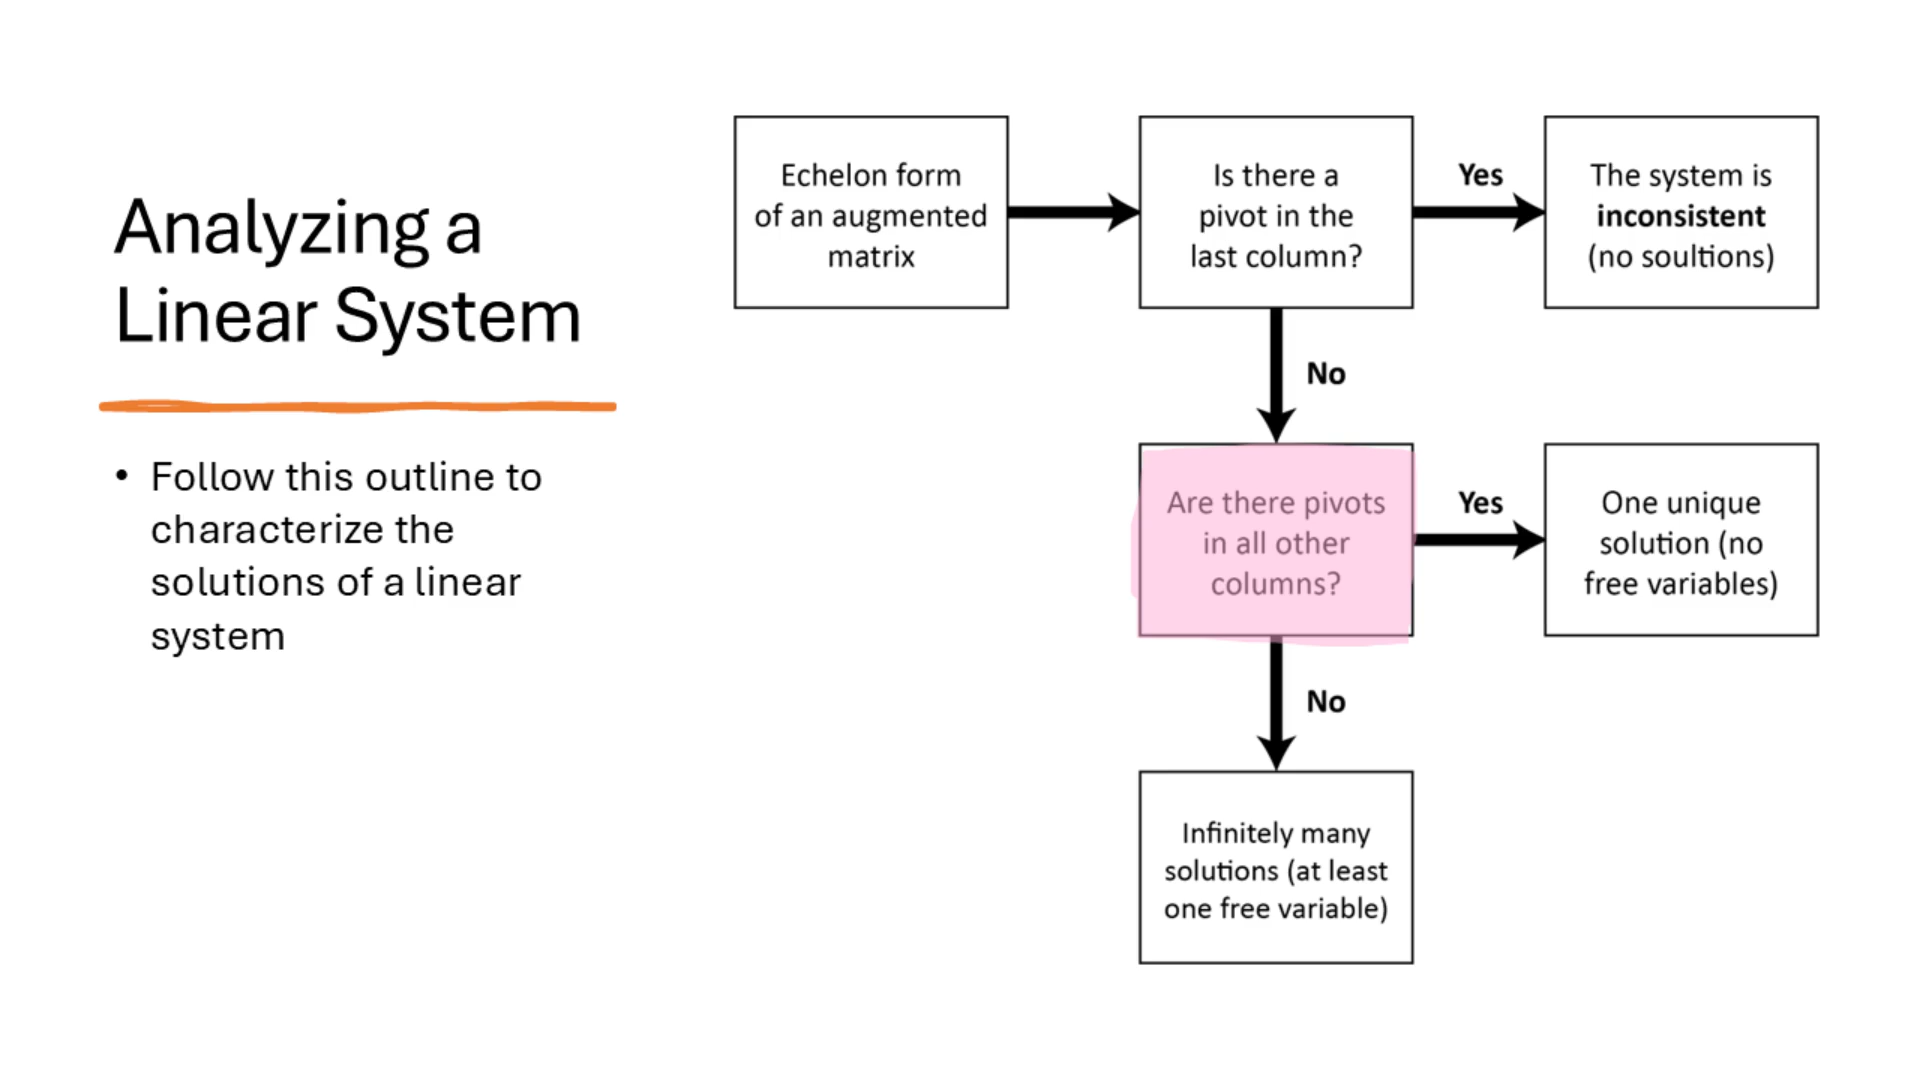 Analyzing a
Linear System
• Follow this outline to
characterize the
solutions of a linear
system
Echelon form
of an augmented
matrix
Is there a
pivot in the
last column?
Yes
The system is
inconsistent
(no soultions)
No
Are there pivots
in all other
columns?
Yes
One unique
solution (no
free variables)
No
Infinitely many
solutions (at least
one free variable)